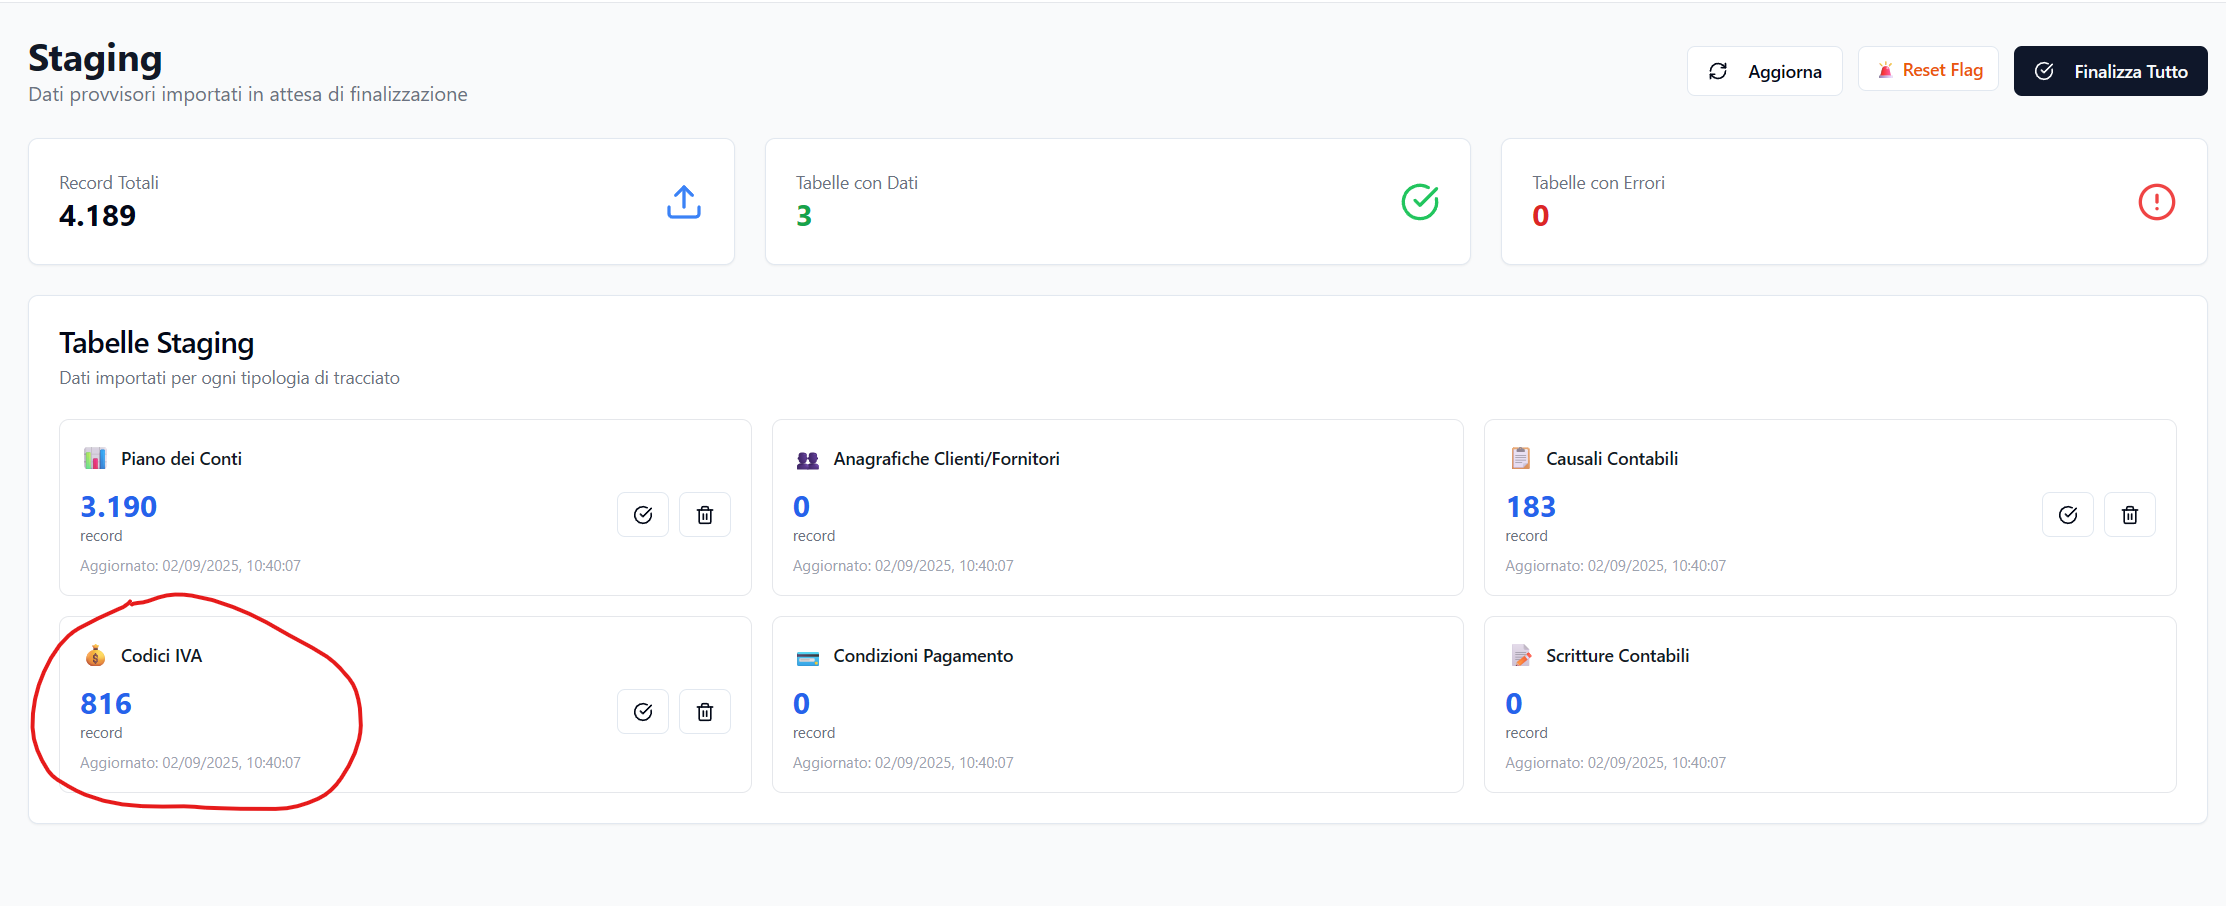 Staging
Dati provvisori importati in attesa di finalizzazione
Aggiorna
Reset Flag
Finalizza Tutto
Record Totali
4.189
Tabelle con Dati
3
Tabelle con Errori
0
Tabelle Staging
Dati importati per ogni tipologia di tracciato
Piano dei Conti
3.190
record
Aggiornato: 02/09/2025, 10:40:07
Anagrafiche Clienti/Fornitori
0
record
Aggiornato: 02/09/2025, 10:40:07
Causali Contabili
183
record
Aggiornato: 02/09/2025, 10:40:07
Codici IVA
816
record
Aggiornato: 02/09/2025, 10:40:07
Condizioni Pagamento
0
record
Aggiornato: 02/09/2025, 10:40:07
Scritture Contabili
0
record
Aggiornato: 02/09/2025, 10:40:07